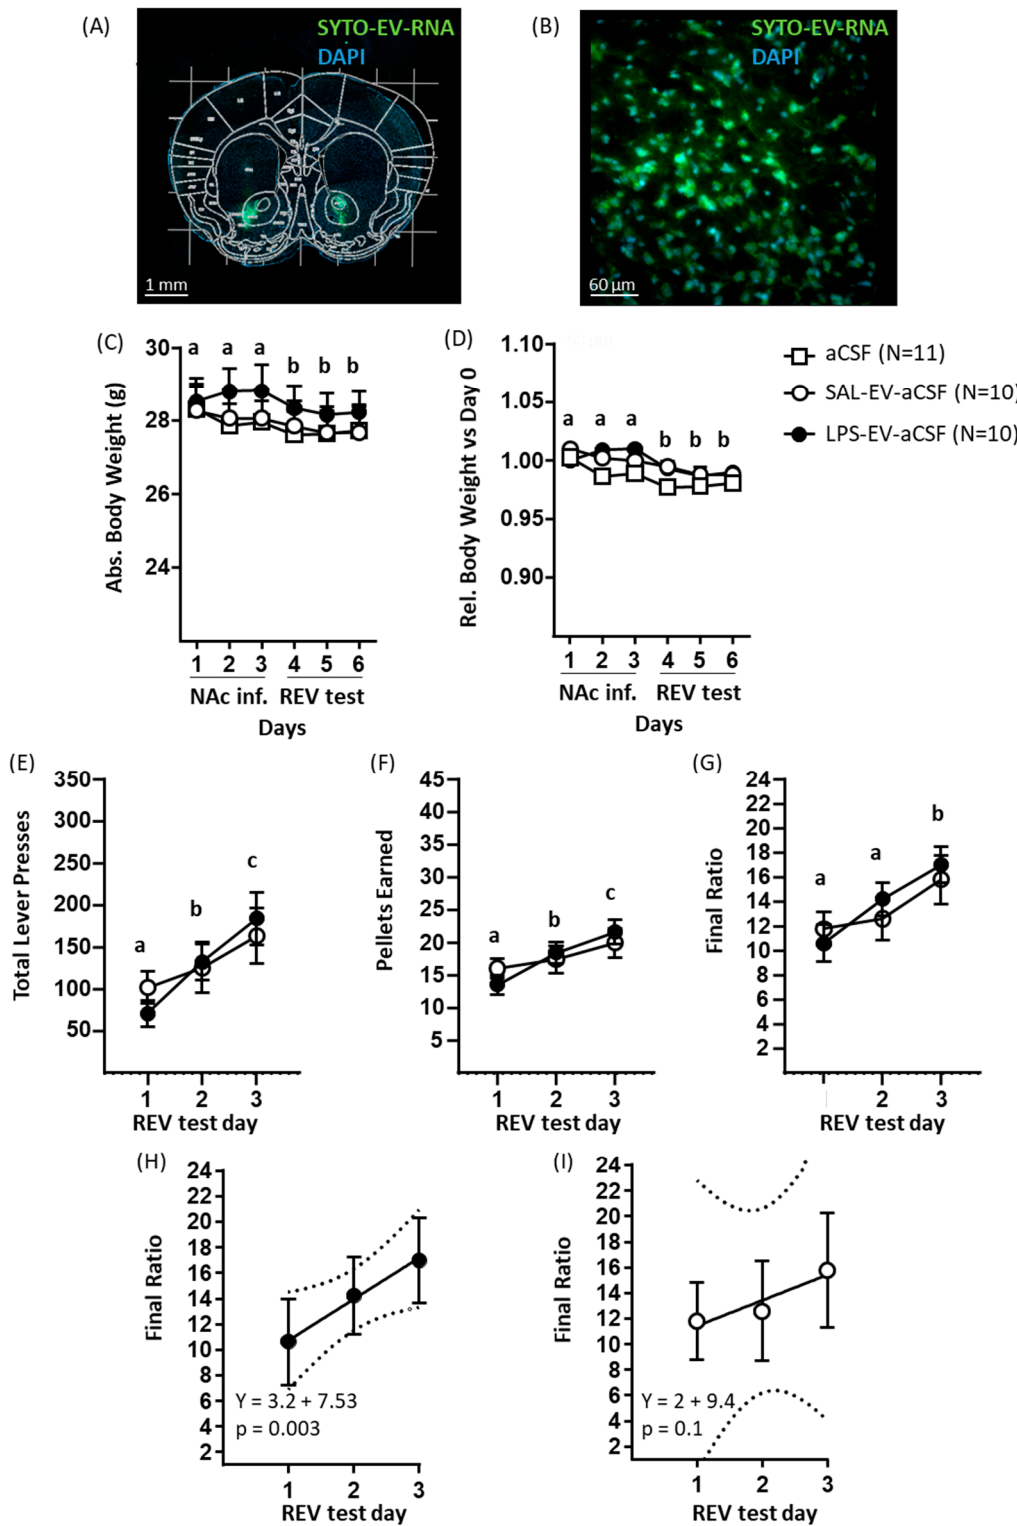 (A)
SYTO-EV-RNA
DAPI
1 mm
(B)
SYTO-EV-RNA
DAPI
60 µm
(C)
Abs. Body Weight (g)
30
28
26
24
a a a b b b
1 2 3 4 5 6
NAc inf. REV test
Days
(D)
Rel. Body Weight vs Day 0
1.10
1.05
1.00
0.95
0.90
a a a b b b
1 2 3 4 5 6
NAc inf. REV test
Days
aCSF (N=11)
SAL-EV-aCSF (N=10)
LPS-EV-aCSF (N=10)
(E)
Total Lever Presses
350
300
250
200
150
100
50
a b c
1 2 3
REV test day
(F)
Pellets Earned
45
40
35
30
25
20
15
10
5
a b c
1 2 3
REV test day
(G)
Final Ratio
24
22
20
18
16
14
12
10
8
6
4
2
a a b
2 3
REV test day
(H)
Final Ratio
24
22
20
18
16
14
12
10
8
6
4
2
Y = 3.2 + 7.53
p = 0.003
1 2 3
REV test day
(I)
Final Ratio
24
22
20
18
16
14
12
10
8
6
4
2
Y = 2 + 9.4
p = 0.1
1 2 3
REV test day